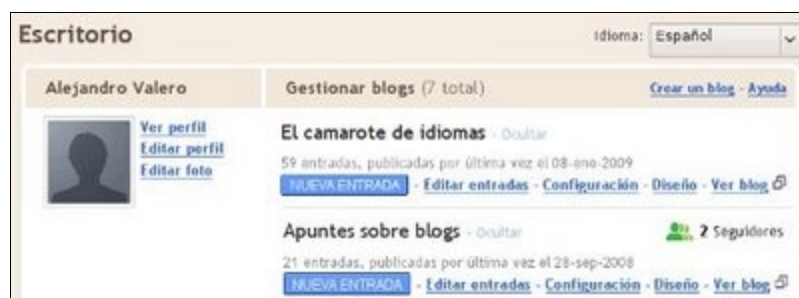 Escritorio
Idioma: Español
Alejandro Valero
Gestionar blogs (7 total)
Crear un blog - Ayuda
Ver perfil
Editar perfil
Editar foto
El camarote de idiomas - Ocultar
59 entradas, publicadas por última vez el 08-ene-2009
NUEVA ENTRADA - Editar entradas - Configuración - Diseño - Ver blog
Apuntes sobre blogs - Ocultar
2 Seguidores
21 entradas, publicadas por última vez el 28-sep-2008
NUEVA ENTRADA - Editar entradas - Configuración - Diseño - Ver blog